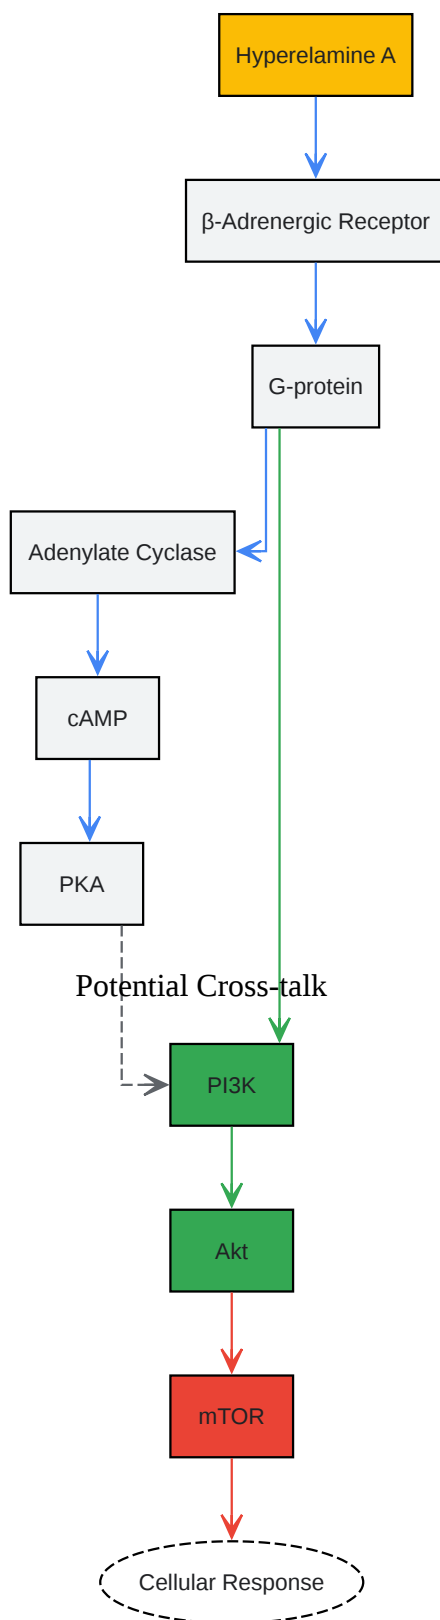 Hyperelamine A
β-Adrenergic Receptor
G-protein
Adenylate Cyclase
cAMP
PKA
Potential Cross-talk
PI3K
Akt
mTOR
Cellular Response